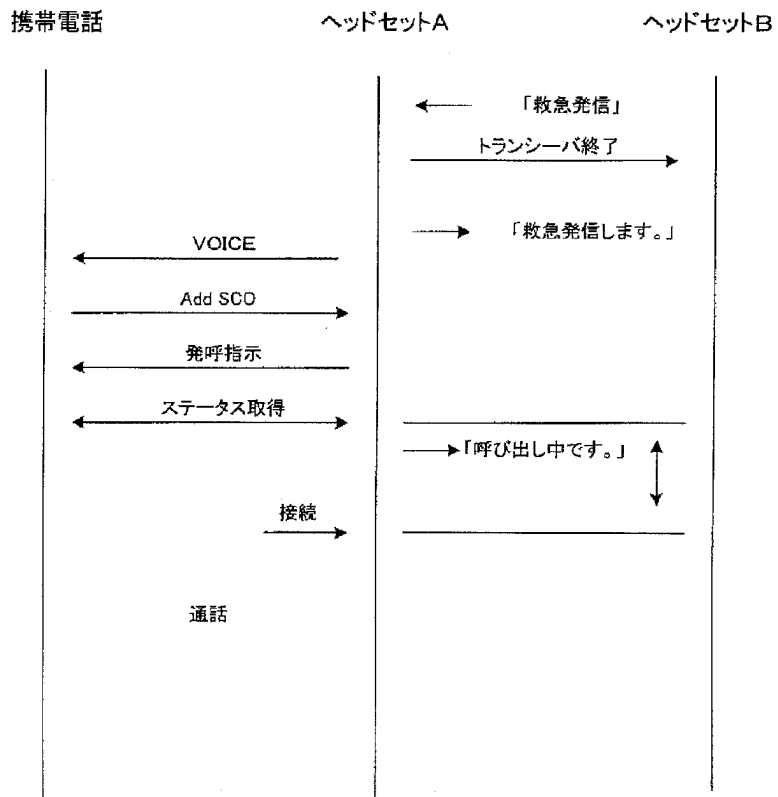 携帯電話
ヘッドセットA
ヘッドセットB
「救急発信」
トランシーバ終了
「救急発信します。」
VOICE
Add SCO
発呼指示
ステータス取得
「呼び出し中です。」
接続
通話